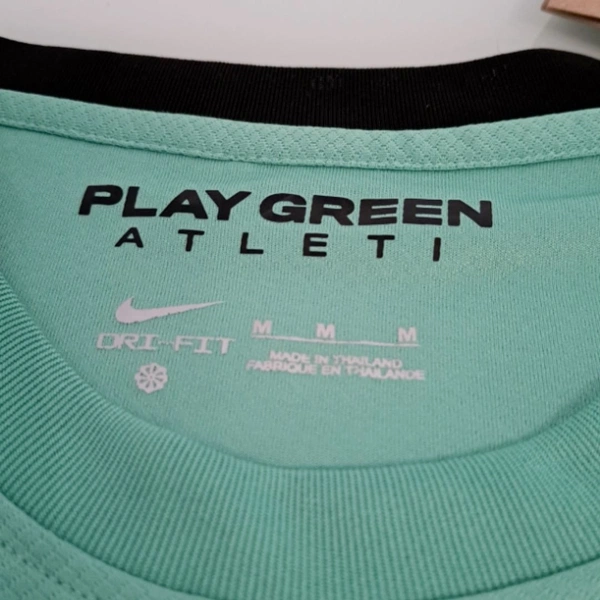 PLAY GREEN
ATLETI
DRI-FIT
M M M
MADE IN THAILAND
FABRIQUE EN THAILANDE